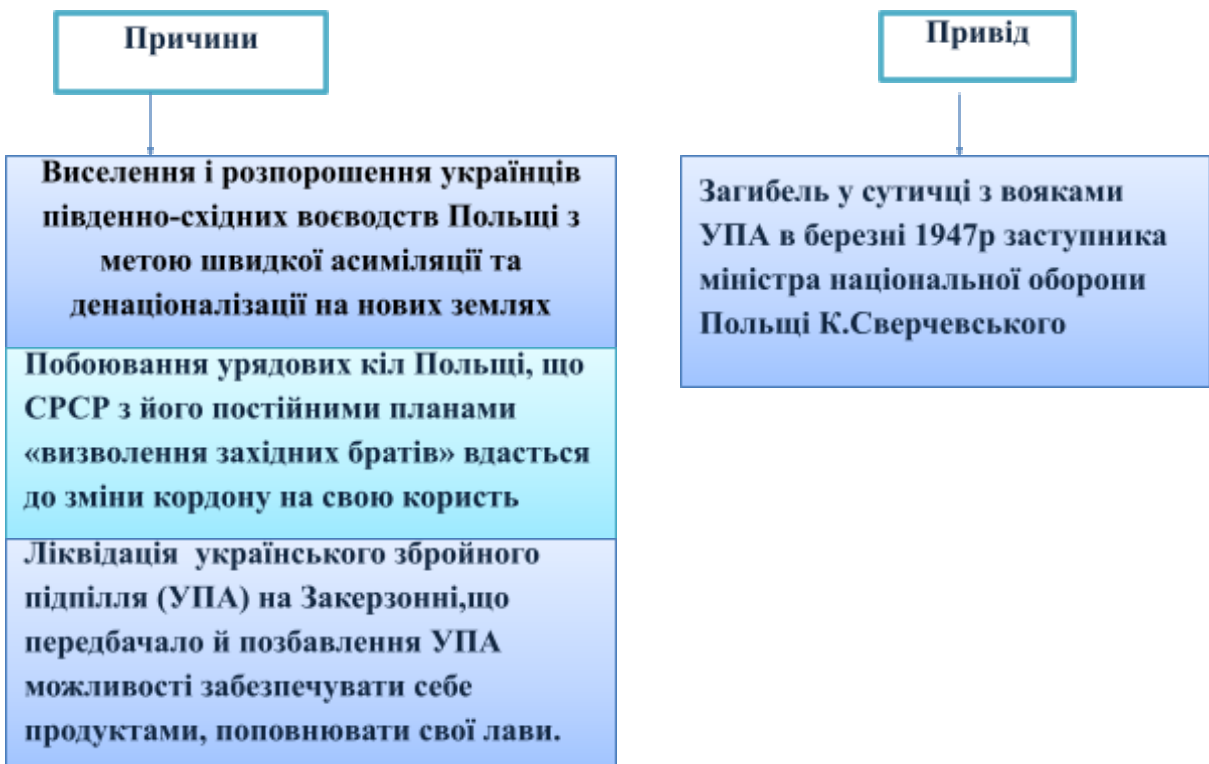 Причини
Виселення і розпорошення українців
південно-східних воєводств Польщі з
метою швидкої асиміляції та
денаціоналізації на нових землях
Побоювання урядових кіл Польщі, що
СРСР з його постійними планами
«визволення західних братів» вдасться
до зміни кордону на свою користь
Ліквідація українського збройного
підпілля (УПА) на Закерзонні,що
передбачало й позбавлення УПА
можливості забезпечувати себе
продуктами, поповнювати свої лави.
Привід
Загибель у сутичці з вояками
УПА в березні 1947р заступника
міністра національної оборони
Польщі К.Сверчевського